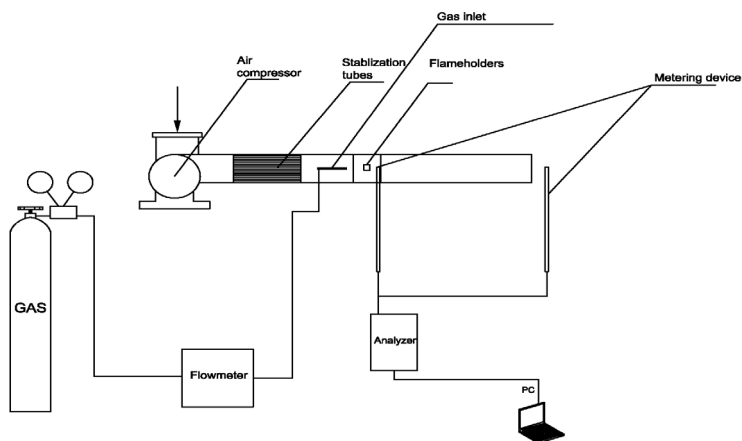 Gas inlet
Air
compressor
Stablization
tubes
Flameholders
Metering device
GAS
Flowmeter
Analyzer
PC